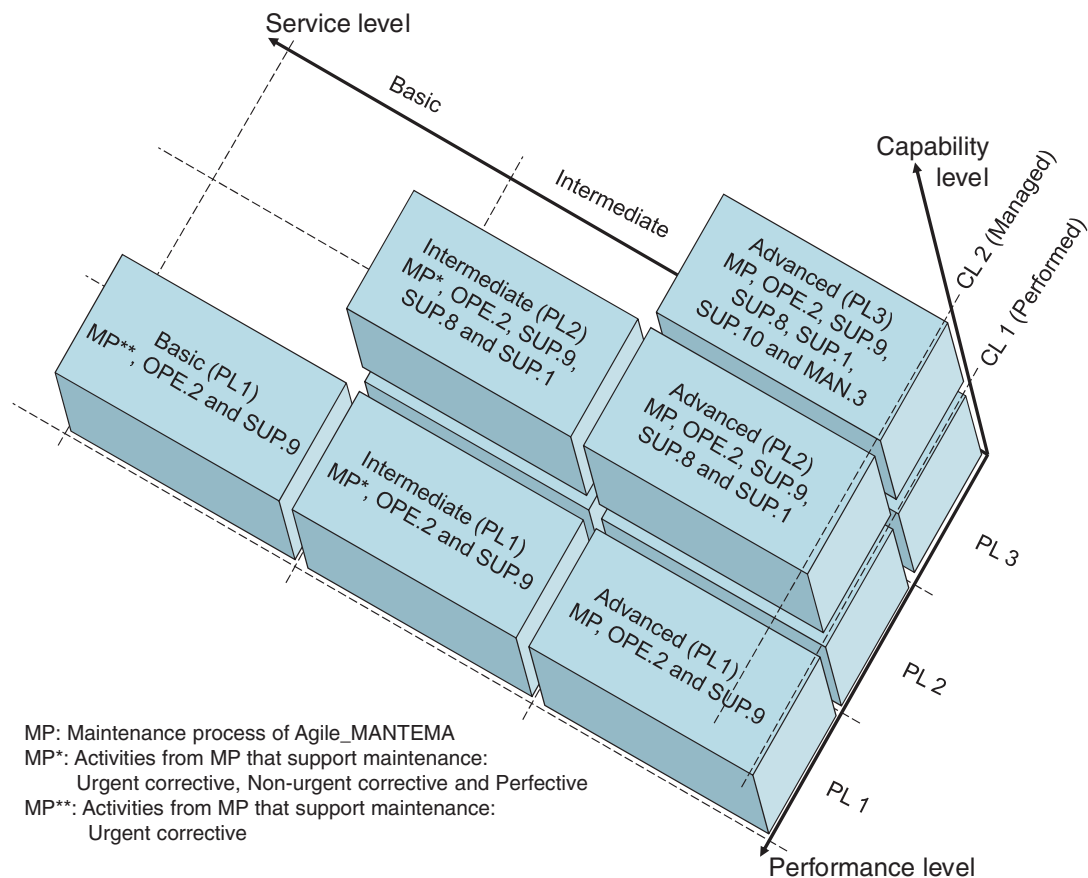 Service level
Basic
Intermediate
Capability
level
CL 2 (Managed)
CL 1 (Performed)
Advanced (PL3)
MP, OPE.2, SUP.9,
SUP.8, SUP.1,
SUP.10 and MAN.3
Intermediate (PL2)
MP*, OPE.2, SUP.9,
SUP.8 and SUP.1
Basic (PL1)
MP**, OPE.2 and SUP.9
Advanced (PL2)
MP, OPE.2, SUP.9,
SUP.8 and SUP.1
Intermediate (PL1)
MP*, OPE.2 and SUP.9
Advanced (PL1)
MP, OPE.2 and SUP.9
PL 3
PL 2
PL 1
Performance level
MP: Maintenance process of Agile_MANTEMA
MP*: Activities from MP that support maintenance:
Urgent corrective, Non-urgent corrective and Perfective
MP**: Activities from MP that support maintenance:
Urgent corrective